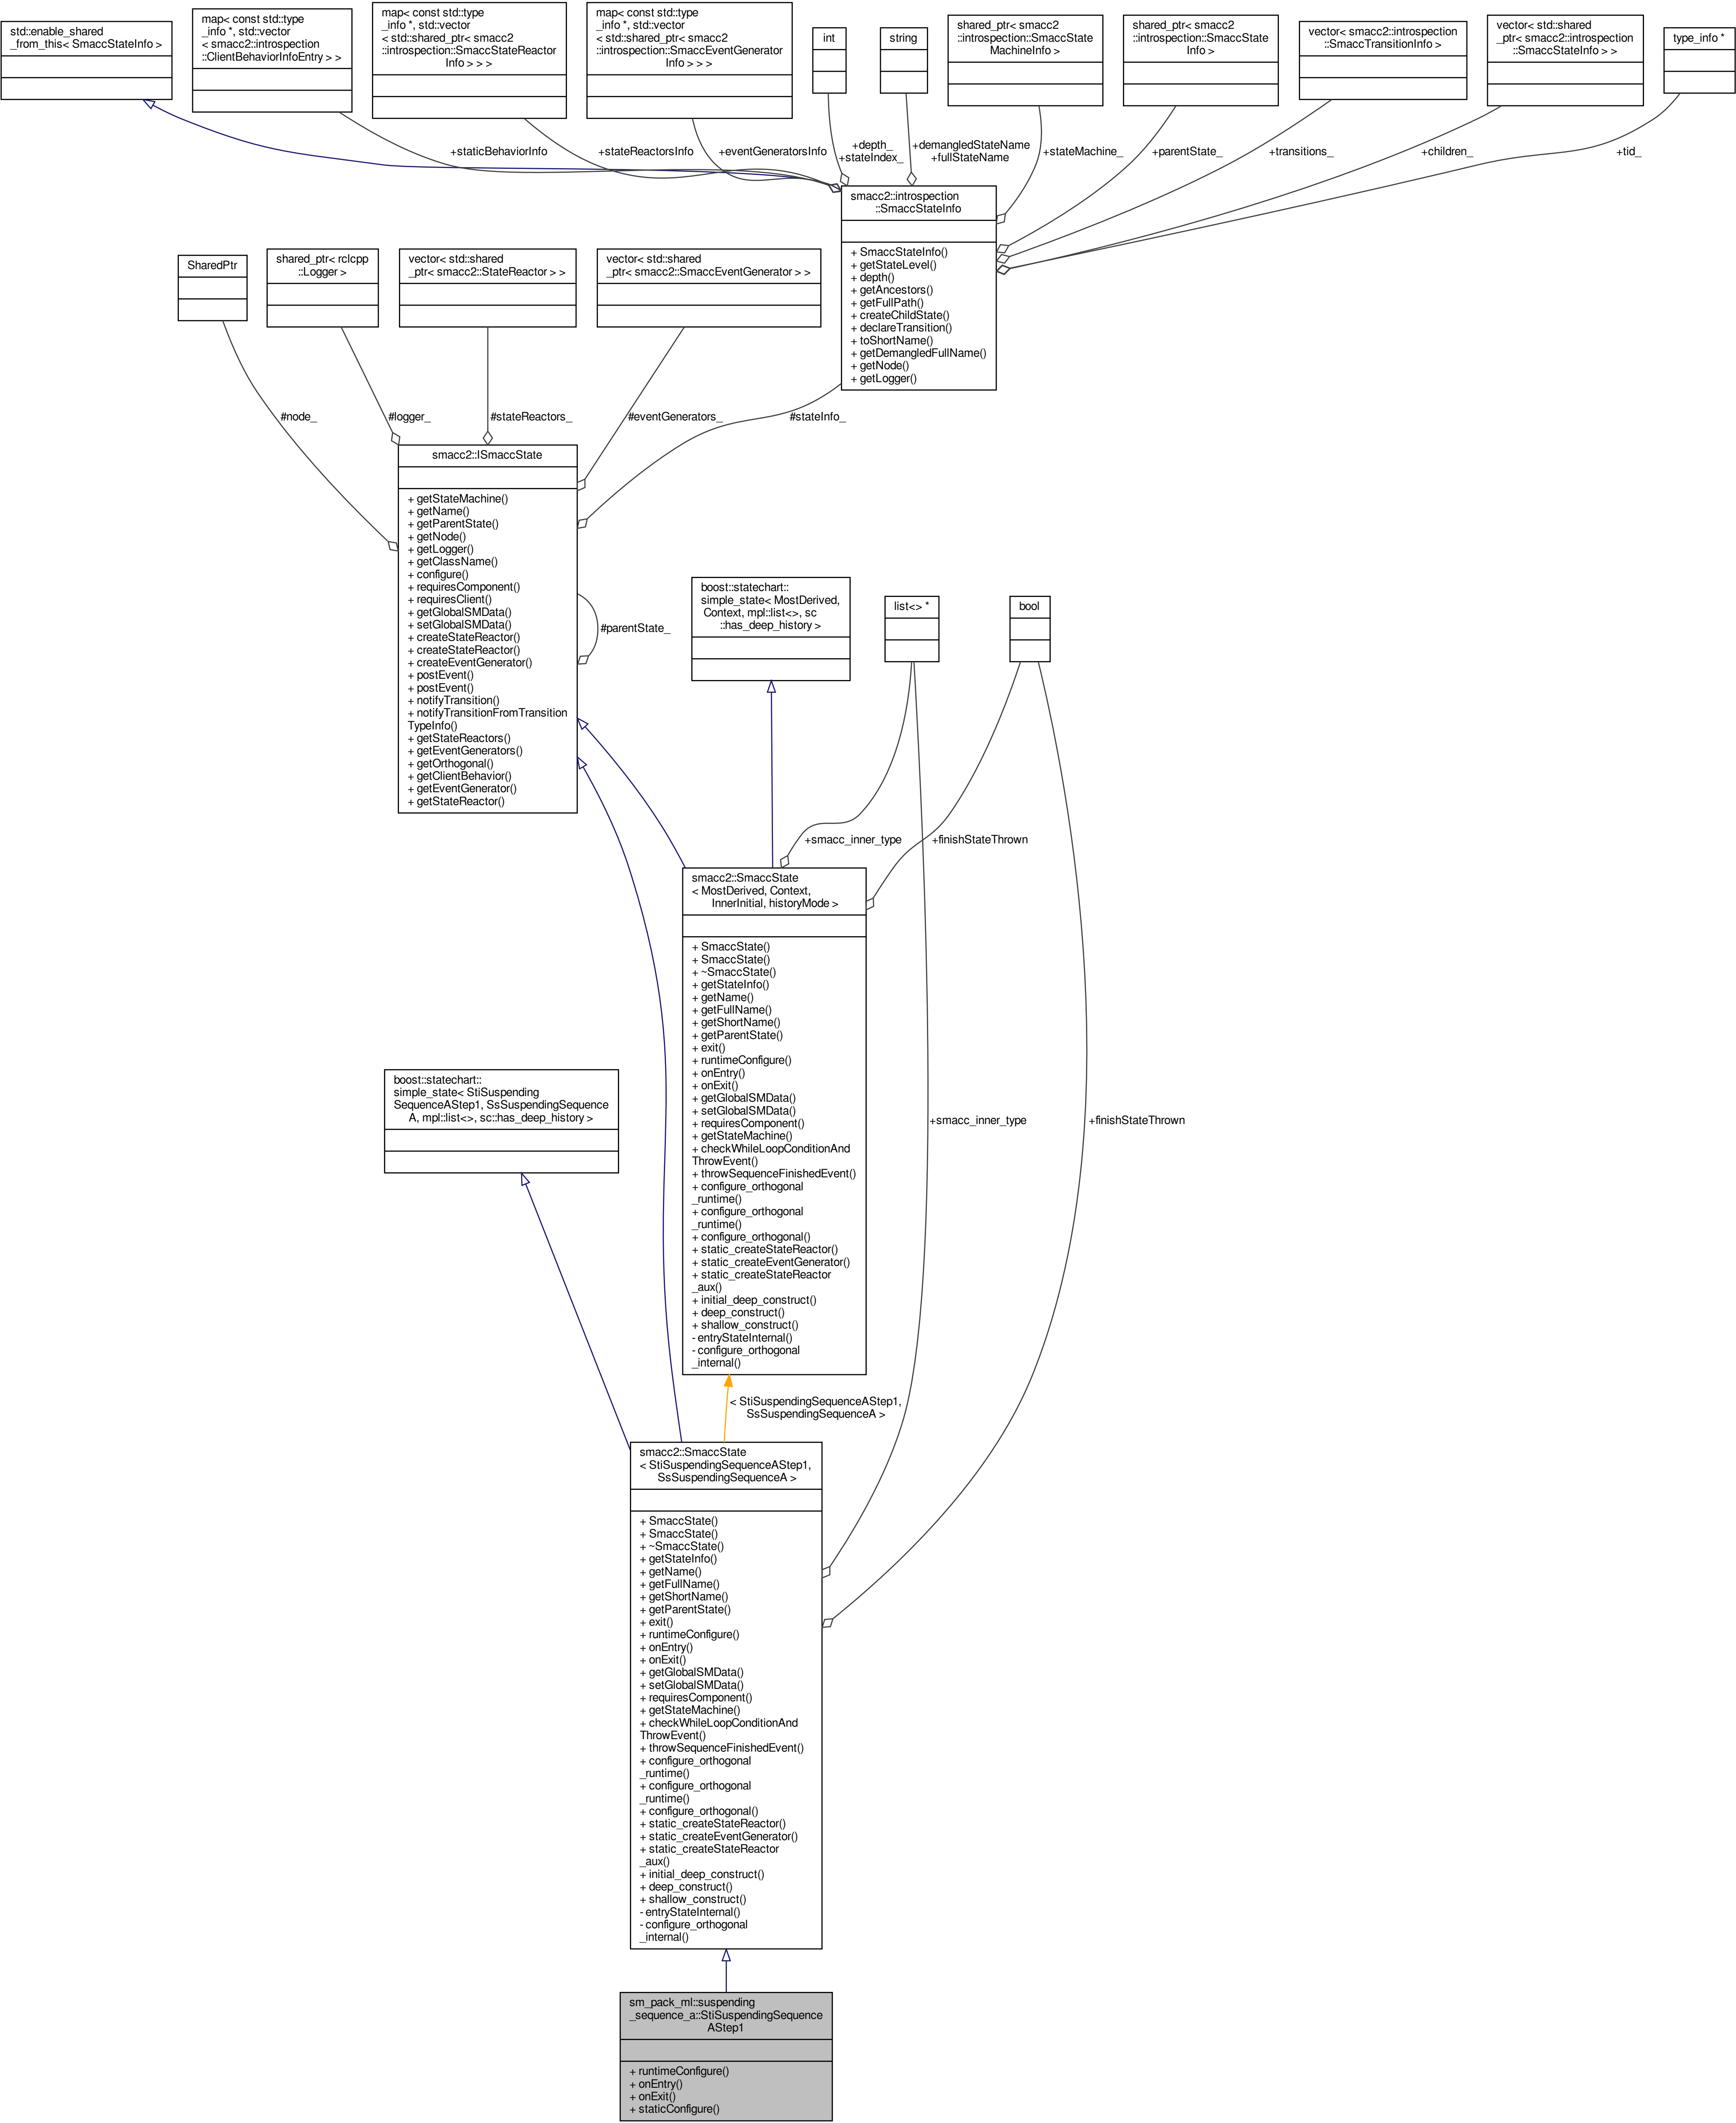 std::enable_shared
_from_this< SmaccStateInfo >
map< const std::type
_info *, std::vector
< smacc2::introspection
::ClientBehaviorInfoEntry > >
map< const std::type
_info *, std::vector
< std::shared_ptr< smacc2
::introspection::SmaccStateReactor
Info > > >
map< const std::type
_info *, std::vector
< std::shared_ptr< smacc2
::introspection::SmaccEventGenerator
Info > > >
int
string
shared_ptr< smacc2
::introspection::SmaccState
MachineInfo >
shared_ptr< smacc2
::introspection::SmaccState
Info >
vector< smacc2::introspection
::SmaccTransitionInfo >
vector< std::shared
_ptr< smacc2::introspection
::SmaccStateInfo > >
type_info *
+staticBehaviorInfo
+stateReactorsInfo
+eventGeneratorsInfo
+depth_
+stateIndex_
+demangledStateName
+fullStateName
+stateMachine_
+parentState_
+transitions_
+children_
+tid_
smacc2::introspection
::SmaccStateInfo
+ SmaccStateInfo()
+ getStateLevel()
+ depth()
+ getAncestors()
+ getFullPath()
+ createChildState()
+ declareTransition()
+ toShortName()
+ getDemangledFullName()
+ getNode()
+ getLogger()
SharedPtr
shared_ptr< rclcpp
::Logger >
vector< std::shared
_ptr< smacc2::StateReactor > >
vector< std::shared
_ptr< smacc2::SmaccEventGenerator > >
#node_
#logger_
#stateReactors_
#eventGenerators_
#stateInfo_
smacc2::ISmaccState
+ getStateMachine()
+ getName()
+ getParentState()
+ getNode()
+ getLogger()
+ getClassName()
+ configure()
+ requiresComponent()
+ requiresClient()
+ getGlobalSMData()
+ setGlobalSMData()
+ createStateReactor()
+ createStateReactor()
+ createEventGenerator()
+ postEvent()
+ postEvent()
+ notifyTransition()
+ notifyTransitionFromTransition
TypeInfo()
+ getStateReactors()
+ getEventGenerators()
+ getOrthogonal()
+ getClientBehavior()
+ getEventGenerator()
+ getStateReactor()
#parentState_
boost::statechart::
simple_state< MostDerived,
Context, mpl::list<>, sc
::has_deep_history >
list<> *
bool
+smacc_inner_type
+finishStateThrown
smacc2::SmaccState
< MostDerived, Context,
InnerInitial, historyMode >
+ SmaccState()
+ SmaccState()
+ ~SmaccState()
+ getStateInfo()
+ getName()
+ getFullName()
+ getShortName()
+ getParentState()
+ exit()
+ runtimeConfigure()
+ onEntry()
+ onExit()
+ getGlobalSMData()
+ setGlobalSMData()
+ requiresComponent()
+ getStateMachine()
+ checkWhileLoopConditionAnd
ThrowEvent()
+ throwSequenceFinishedEvent()
+ configure_orthogonal
_runtime()
+ configure_orthogonal
_runtime()
+ configure_orthogonal()
+ static_createStateReactor()
+ static_createEventGenerator()
+ static_createStateReactor
_aux()
+ initial_deep_construct()
+ deep_construct()
+ shallow_construct()
- entryStateInternal()
- configure_orthogonal
_internal()
boost::statechart::
simple_state< StiSuspending
SequenceAStep1, SsSuspendingSequence
A, mpl::list<>, sc::has_deep_history >
+smacc_inner_type
+finishStateThrown
< StiSuspendingSequenceAStep1,
SsSuspendingSequenceA >
smacc2::SmaccState
< StiSuspendingSequenceAStep1,
SsSuspendingSequenceA >
+ SmaccState()
+ SmaccState()
+ ~SmaccState()
+ getStateInfo()
+ getName()
+ getFullName()
+ getShortName()
+ getParentState()
+ exit()
+ runtimeConfigure()
+ onEntry()
+ onExit()
+ getGlobalSMData()
+ setGlobalSMData()
+ requiresComponent()
+ getStateMachine()
+ checkWhileLoopConditionAnd
ThrowEvent()
+ throwSequenceFinishedEvent()
+ configure_orthogonal
_runtime()
+ configure_orthogonal
_runtime()
+ configure_orthogonal()
+ static_createStateReactor()
+ static_createEventGenerator()
+ static_createStateReactor
_aux()
+ initial_deep_construct()
+ deep_construct()
+ shallow_construct()
- entryStateInternal()
- configure_orthogonal
_internal()
sm_pack_ml::suspending
_sequence_a::StiSuspendingSequence
AStep1
+ runtimeConfigure()
+ onEntry()
+ onExit()
+ staticConfigure()